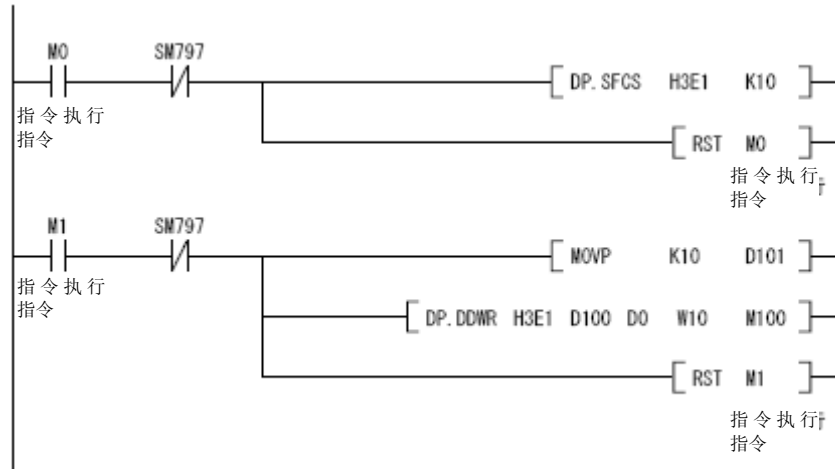 M0 SM797
DP.SFCS H3E1 K10
指令执行
指令
RST M0
指令执行
指令
M1 SM797
MOVP K10 D101
指令执行
指令
DP.DDWR H3E1 D100 D0 W10 M100
RST M1
指令执行
指令